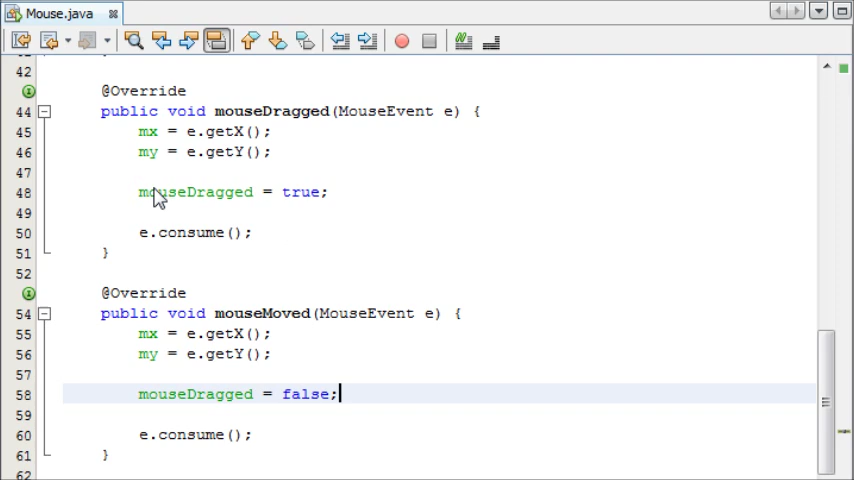 Mouse.java
42
@Override
44 public void mouseDragged(MouseEvent e) {
45 mx = e.getX();
46 my = e.getY();
47
48 mouseDragged = true;
49
50 e.consume();
51 }
52
@Override
54 public void mouseMoved(MouseEvent e) {
55 mx = e.getX();
56 my = e.getY();
57
58 mouseDragged = false;
59
60 e.consume();
61 }
62